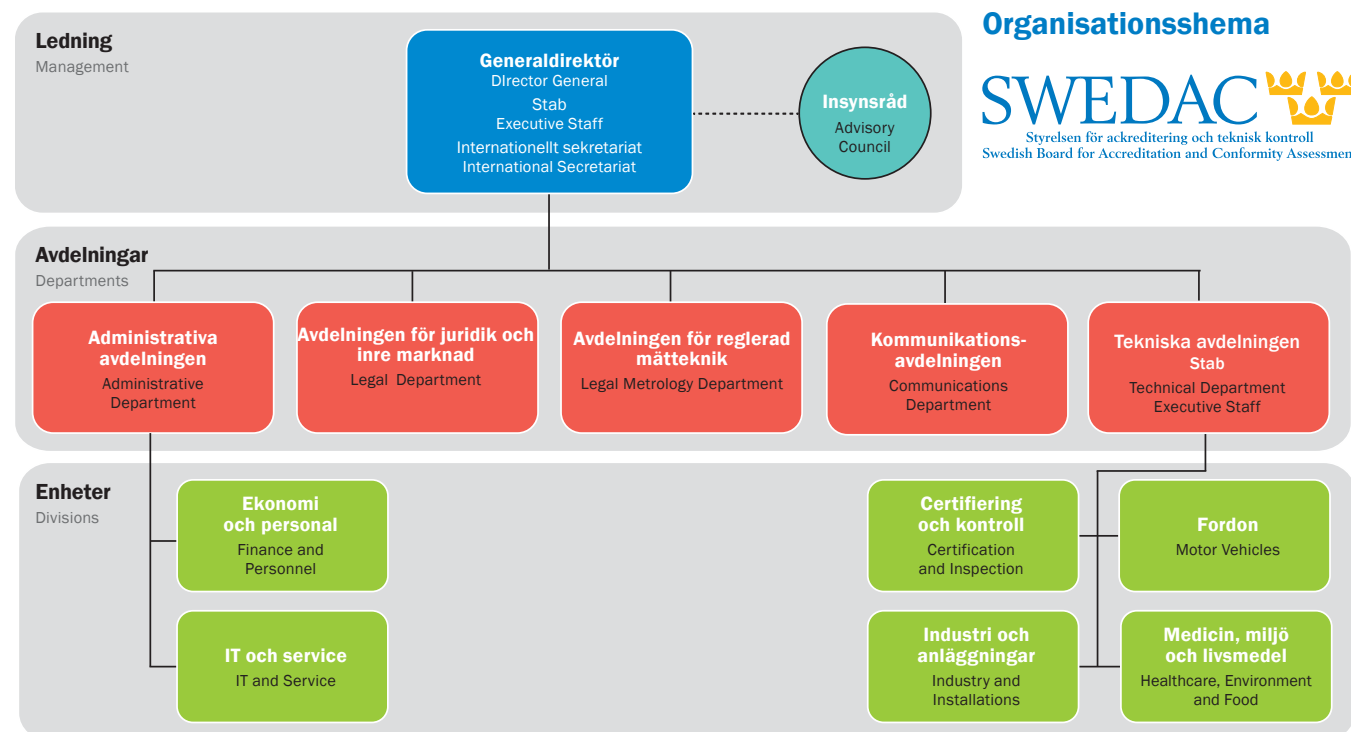 Organisationsshema
SWEDAC
Styrelsen för ackreditering och teknisk kontroll
Swedish Board for Accreditation and Conformity Assessmen
Ledning
Management
Generaldirektör
DIrector General
Stab
Executive Staff
Internationellt sekretariat
International Secretariat
Insynsråd
Advisory
Council
Avdelningar
Departments
Administrativa
avdelningen
Administrative
Department
Avdelningen för juridik och
inre marknad
Legal Department
Avdelningen för reglerad
mätteknik
Legal Metrology Department
Kommunikations-
avdelningen
Communications
Department
Tekniska avdelningen
Stab
Technical Department
Executive Staff
Enheter
Divisions
Ekonomi
och personal
Finance and
Personnel
IT och service
IT and Service
Certifiering
och kontroll
Certification
and Inspection
Fordon
Motor Vehicles
Industri och
anläggningar
Industry and
Installations
Medicin, miljö
och livsmedel
Healthcare, Environment
and Food